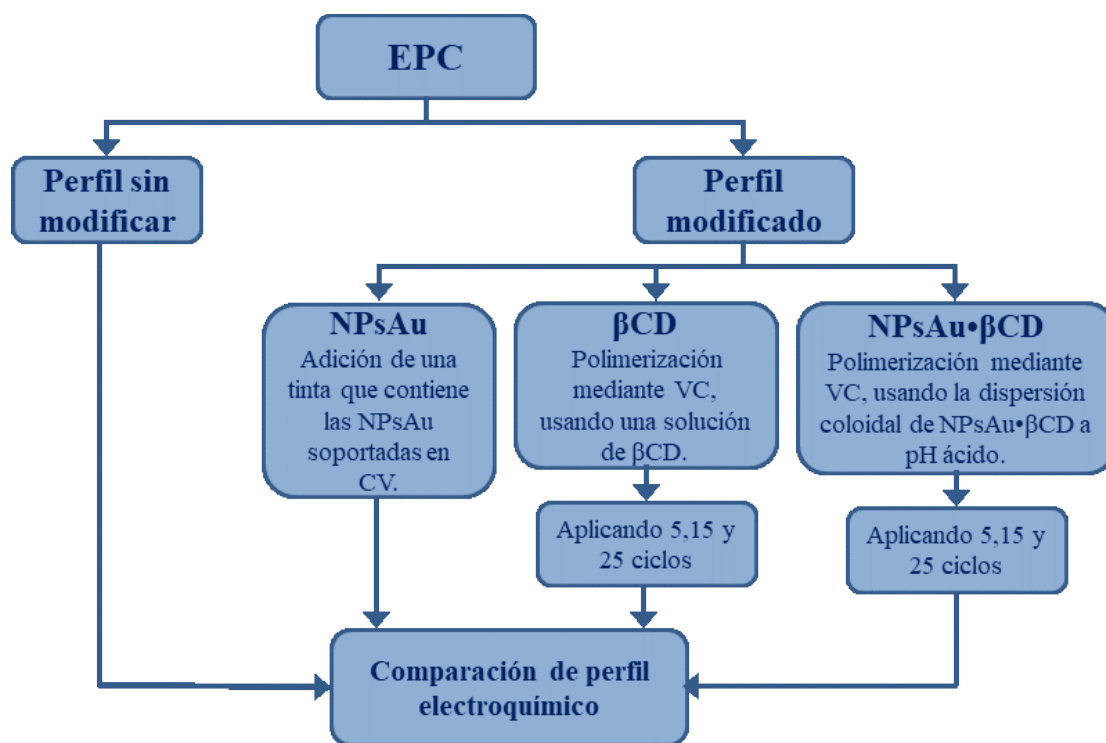 EPC
Perfil sin
modificar
Perfil
modificado
NPsAu
Adición de una
tinta que contiene
las NPsAu
soportadas en
CV.
βCD
Polimerización
mediante VC,
usando una solución
de βCD.
NPsAu•βCD
Polimerización mediante
VC, usando la dispersión
coloidal de NPsAu•βCD a
pH ácido.
Aplicando 5,15 y
25 ciclos
Aplicando 5,15 y
25 ciclos
Comparación de perfil
electroquímico